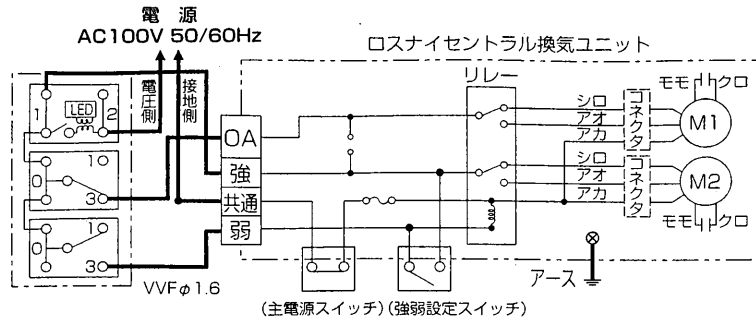 電 源
AC100V 50/60Hz
ロスナイセントラル換気ユニット
リレー
電圧側
接地側
1
LED
2
0
1
3
0
1
3
OA
強
共通
弱
シロ
アオ
アカ
コネクタ
モモ
クロ
M1
シロ
アオ
アカ
コネクタ
M2
モモ
クロ
アース
VVFφ1.6
(主電源スイッチ)(強弱設定スイッチ)